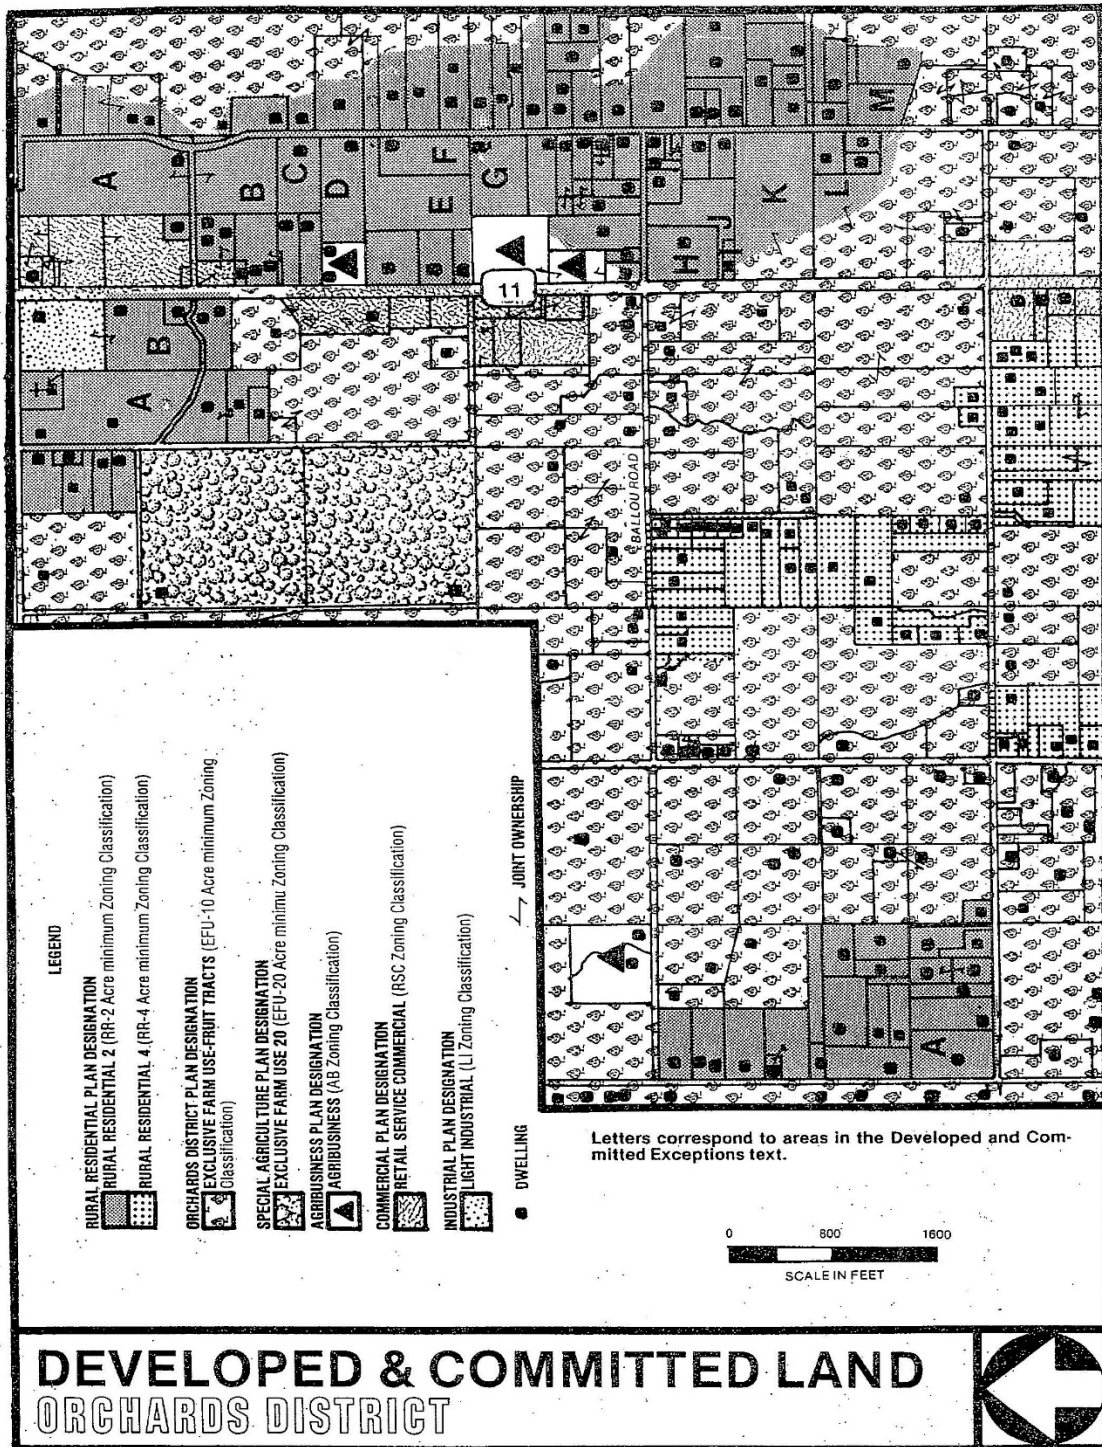 A
B
C
D
E
F
G
H
I
J
K
L
M
11
B
A
E BALLOU ROAD
A
LEGEND
RURAL RESIDENTIAL PLAN DESIGNATION
RURAL RESIDENTIAL 2 (RR-2 Acre minimum Zoning Classification)
RURAL RESIDENTIAL 4 (RR-4 Acre minimum Zoning Classification)
ORCHARDS DISTRICT PLAN DESIGNATION
EXCLUSIVE FARM USE-FRUIT TRACTS (EFU-10 Acre minimum Zoning
Classification)
SPECIAL AGRICULTURE PLAN DESIGNATION
EXCLUSIVE FARM USE 20 (EFU-20 Acre minimu Zoning Classification)
AGRIBUSINESS PLAN DESIGNATION
AGRIBUSINESS (AB Zoning Classification)
COMMERCIAL PLAN DESIGNATION
RETAIL SERVICE COMMERCIAL (RSC Zoning Classification)
INDUSTRIAL PLAN DESIGNATION
LIGHT INDUSTRIAL (LI Zoning Classification)
DWELLING
JOINT OWNERSHIP
Letters correspond to areas in the Developed and Com-
mitted Exceptions text.
0 800 1600
SCALE IN FEET
DEVELOPED & COMMITTED LAND
ORCHARDS DISTRICT